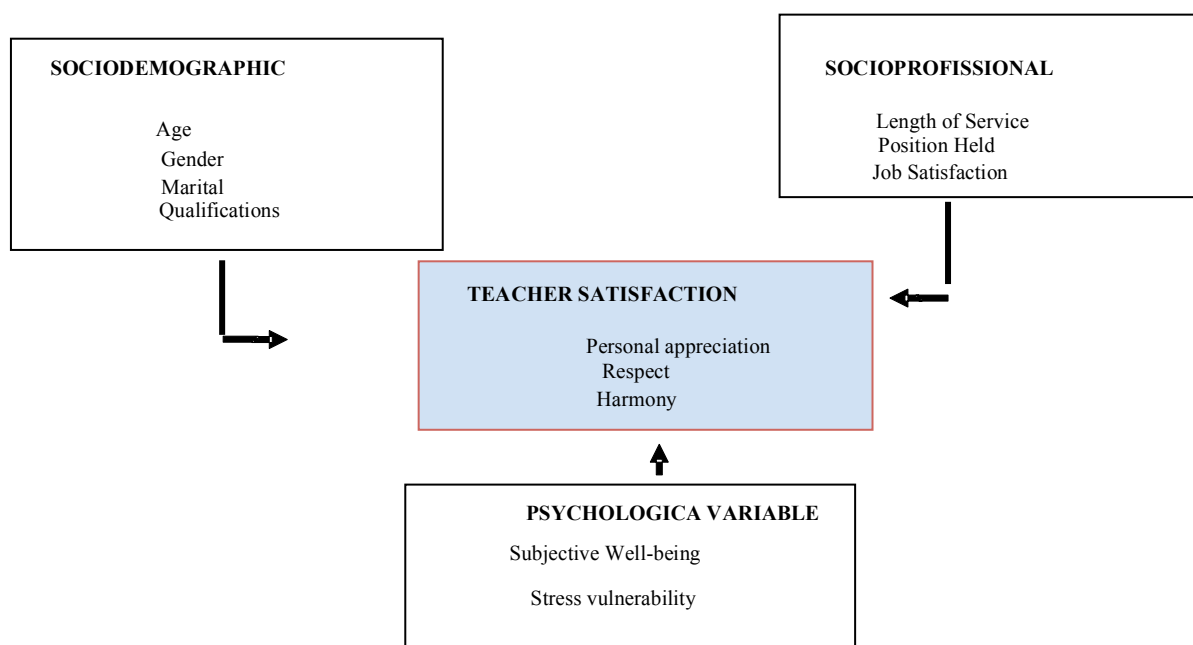 SOCIODEMOGRAPHIC
Age
Gender
Marital
Qualifications
SOCIOPROFISSIONAL
Length of Service
Position Held
Job Satisfaction
TEACHER SATISFACTION
Personal appreciation
Respect
Harmony
PSYCHOLOGICA VARIABLE
Subjective Well-being
Stress vulnerability